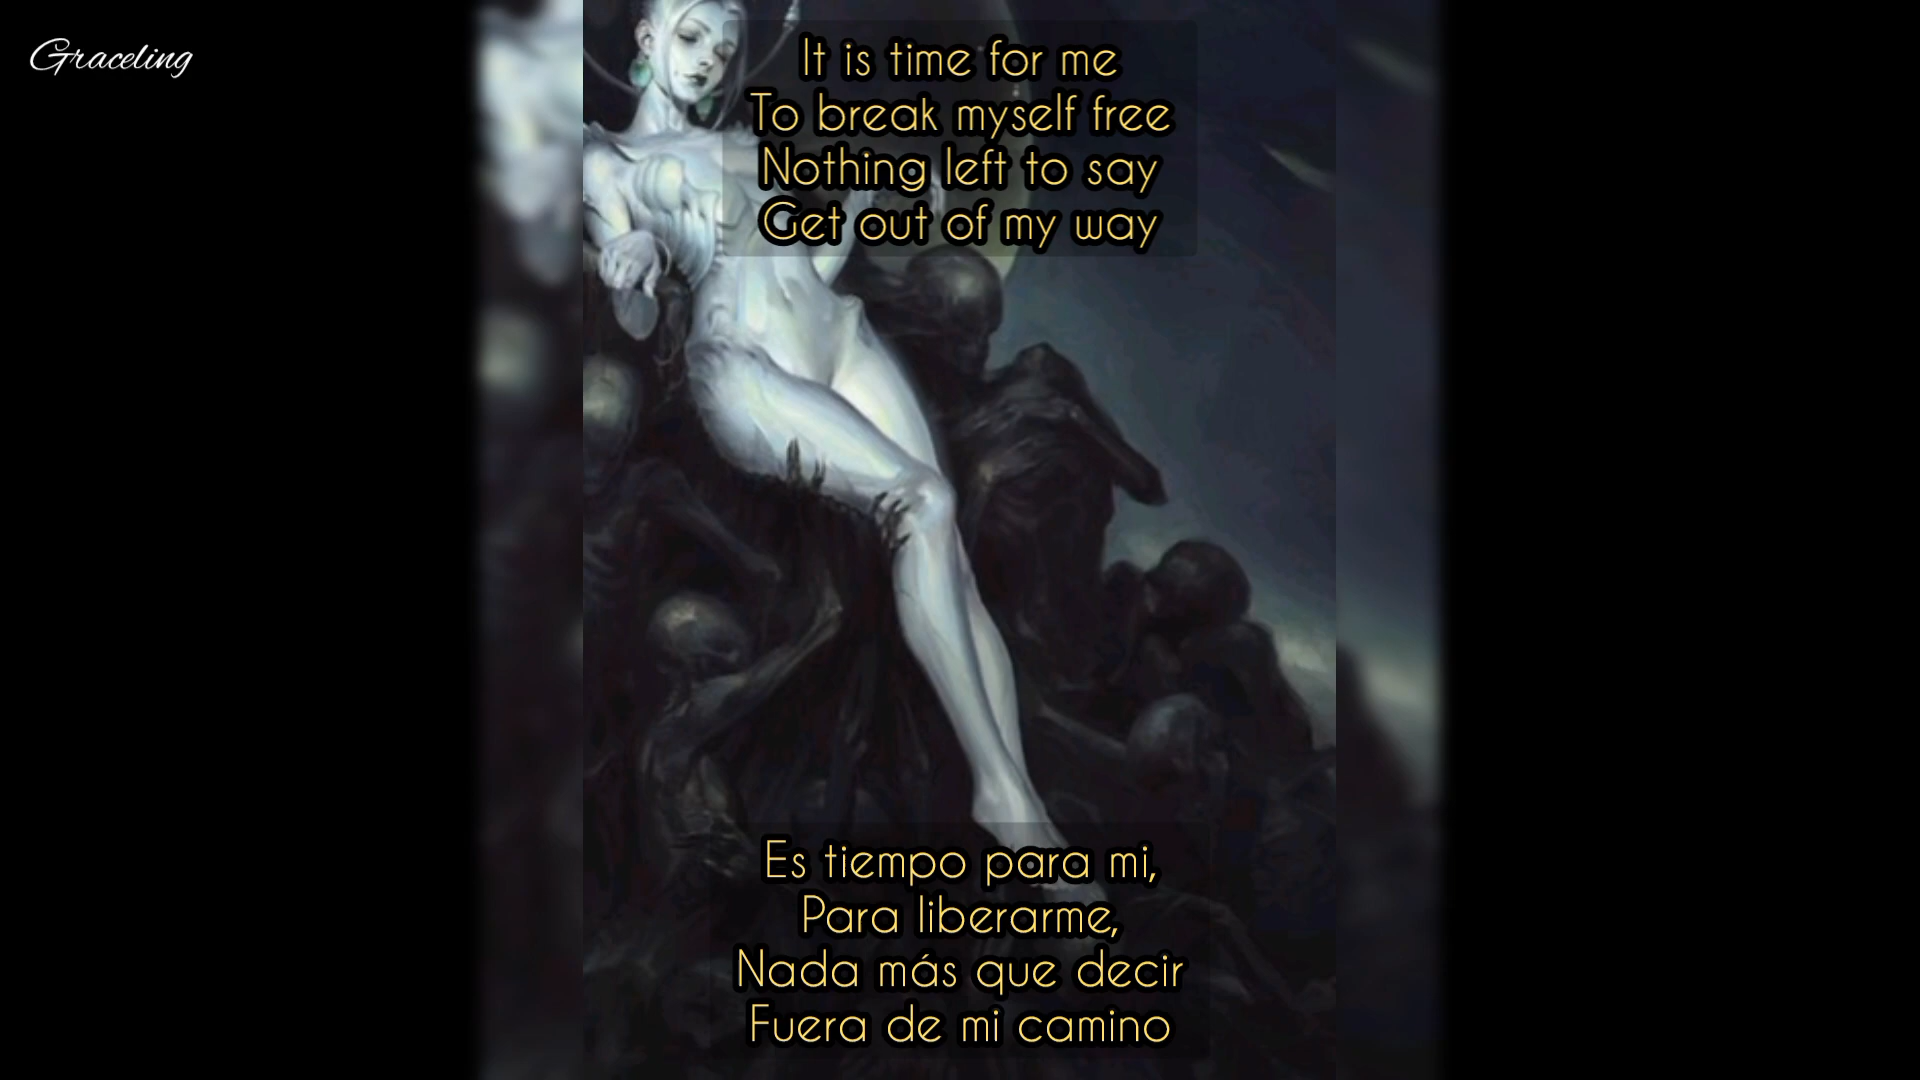 Graceling
It is time for me
To break myself free
Nothing left to say
Get out of my way
Es tiempo para mi,
Para liberarme,
Nada más que decir
Fuera de mi camino